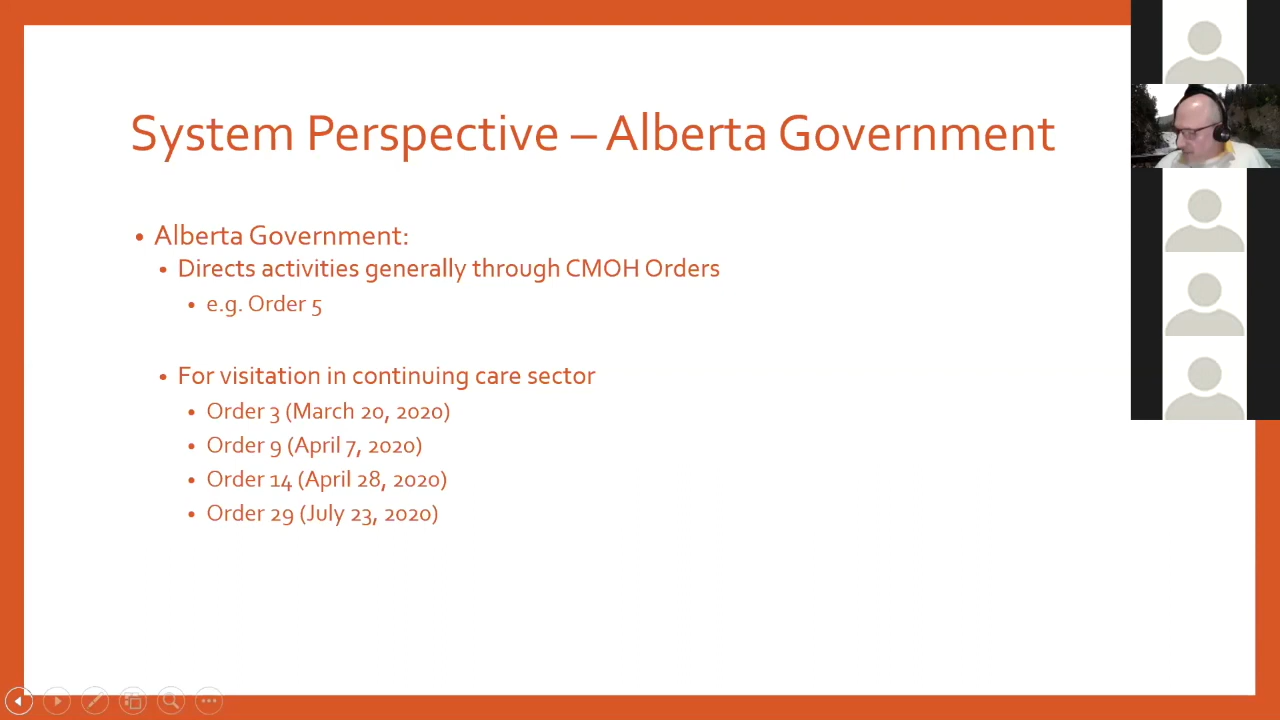 System Perspective – Alberta Government
• Alberta Government:
• Directs activities generally through CMOH Orders
• e.g. Order 5
• For visitation in continuing care sector
• Order 3 (March 20, 2020)
• Order 9 (April 7, 2020)
• Order 14 (April 28, 2020)
• Order 29 (July 23, 2020)